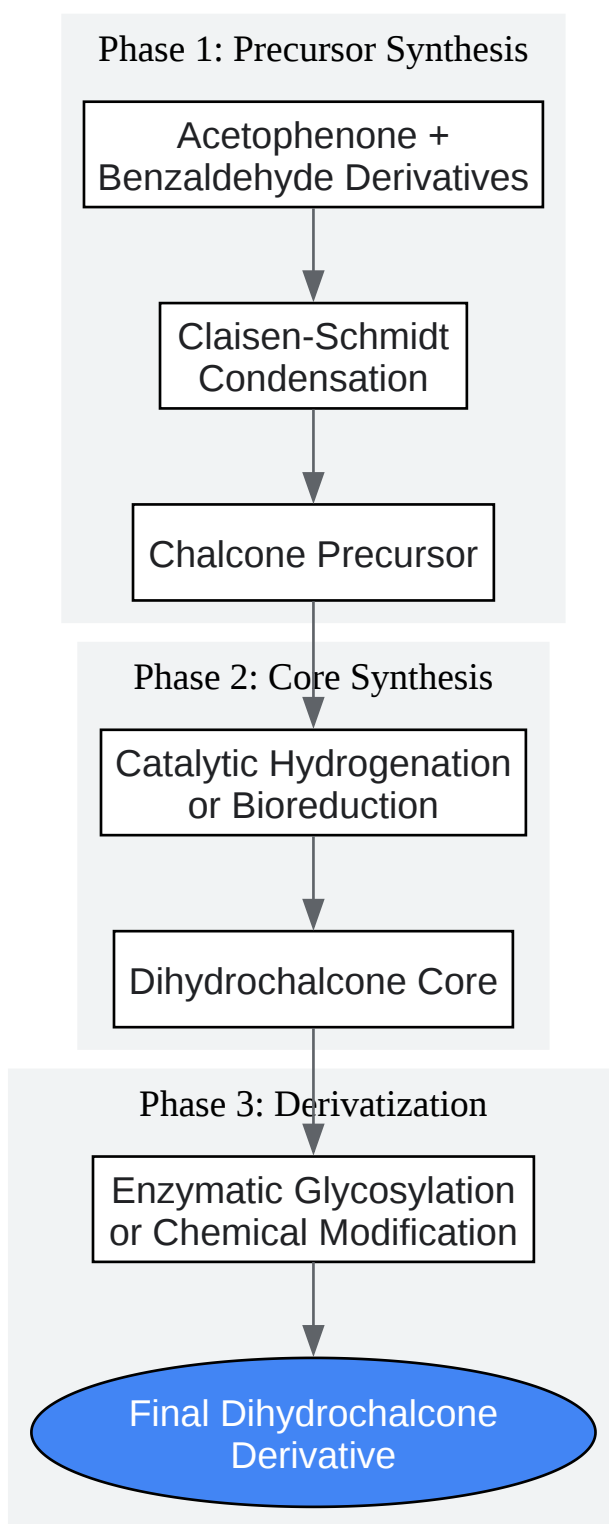 Phase 1: Precursor Synthesis
Acetophenone +
Benzaldehyde Derivatives
Claisen-Schmidt
Condensation
Chalcone Precursor
Phase 2: Core Synthesis
Catalytic Hydrogenation
or Bioreduction
Dihydrochalcone Core
Phase 3: Derivatization
Enzymatic Glycosylation
or Chemical Modification
Final Dihydrochalcone
Derivative